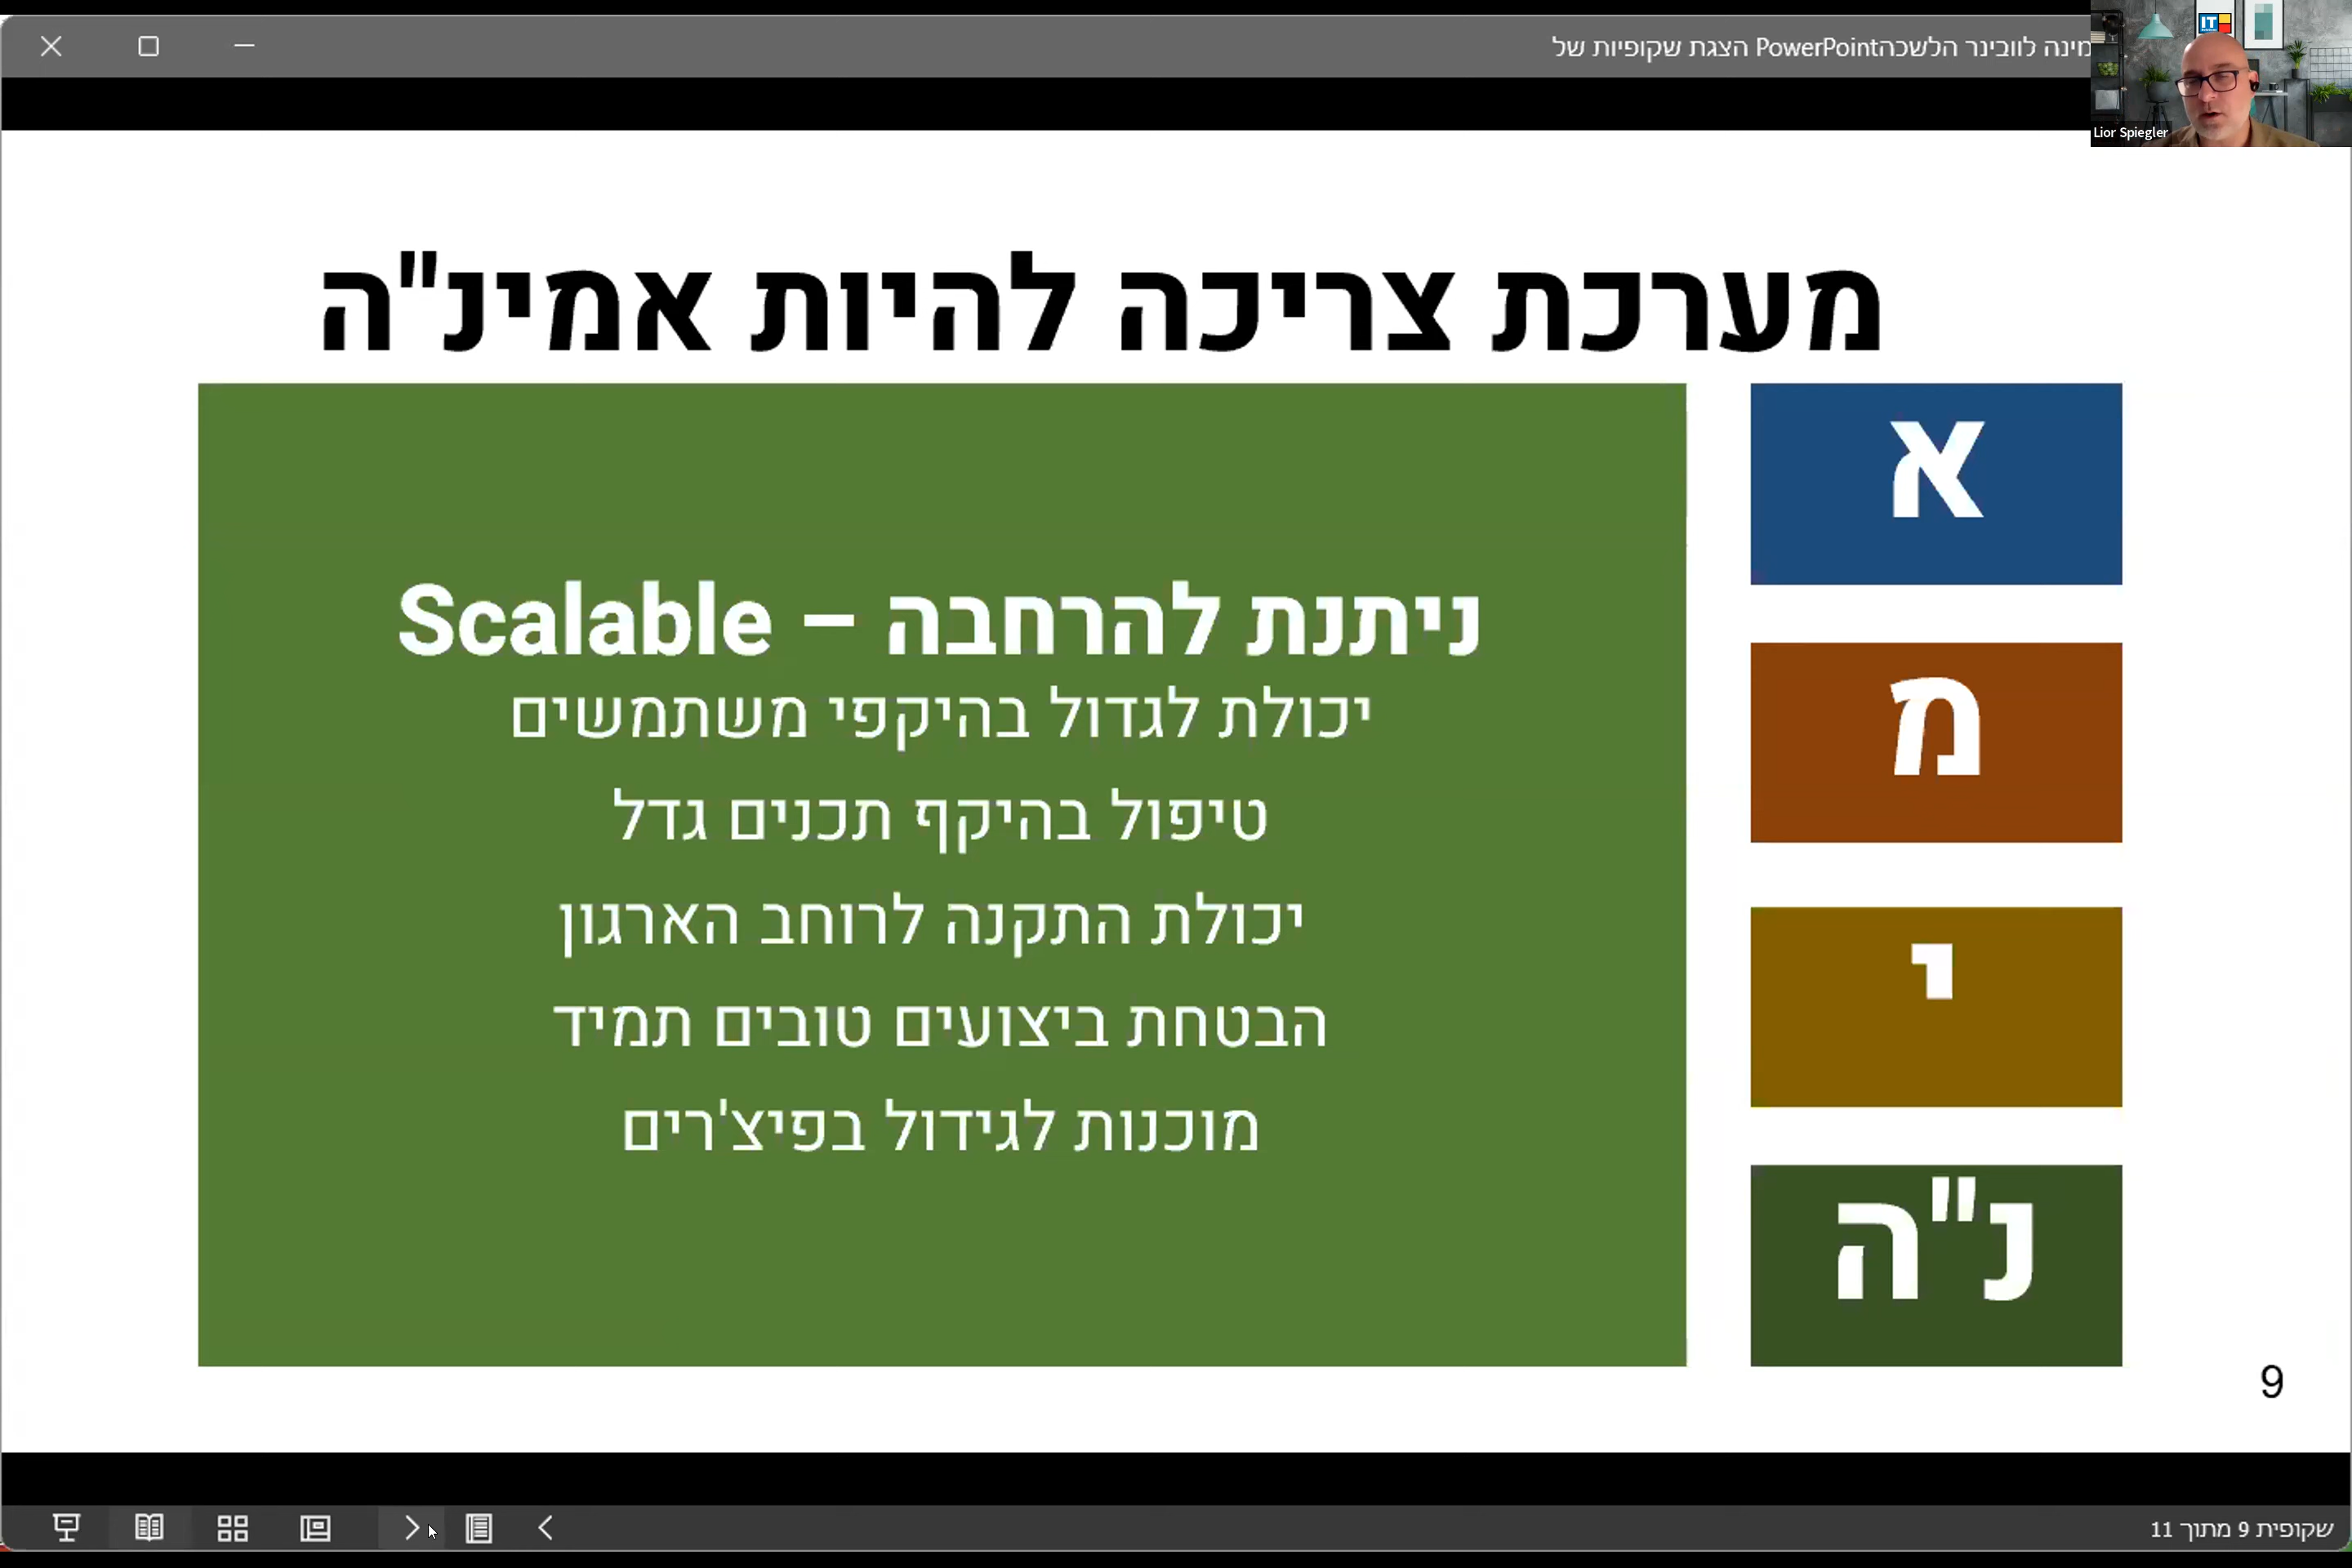 הצגת שקופיות של PowerPointמינה לוובינר הלשכה
IT
Lior Spiegler
מערכת צריכה להיות אמינ"ה
א
מ
י
נ"ה
ניתנת להרחבה – Scalable
יכולת לגדול בהיקפי משתמשים
טיפול בהיקף תכנים גדל
יכולת התקנה לרוחב הארגון
הבטחת ביצועים טובים תמיד
מוכנות לגידול בפיצ'רים
9
שקופית 9 מתוך 11